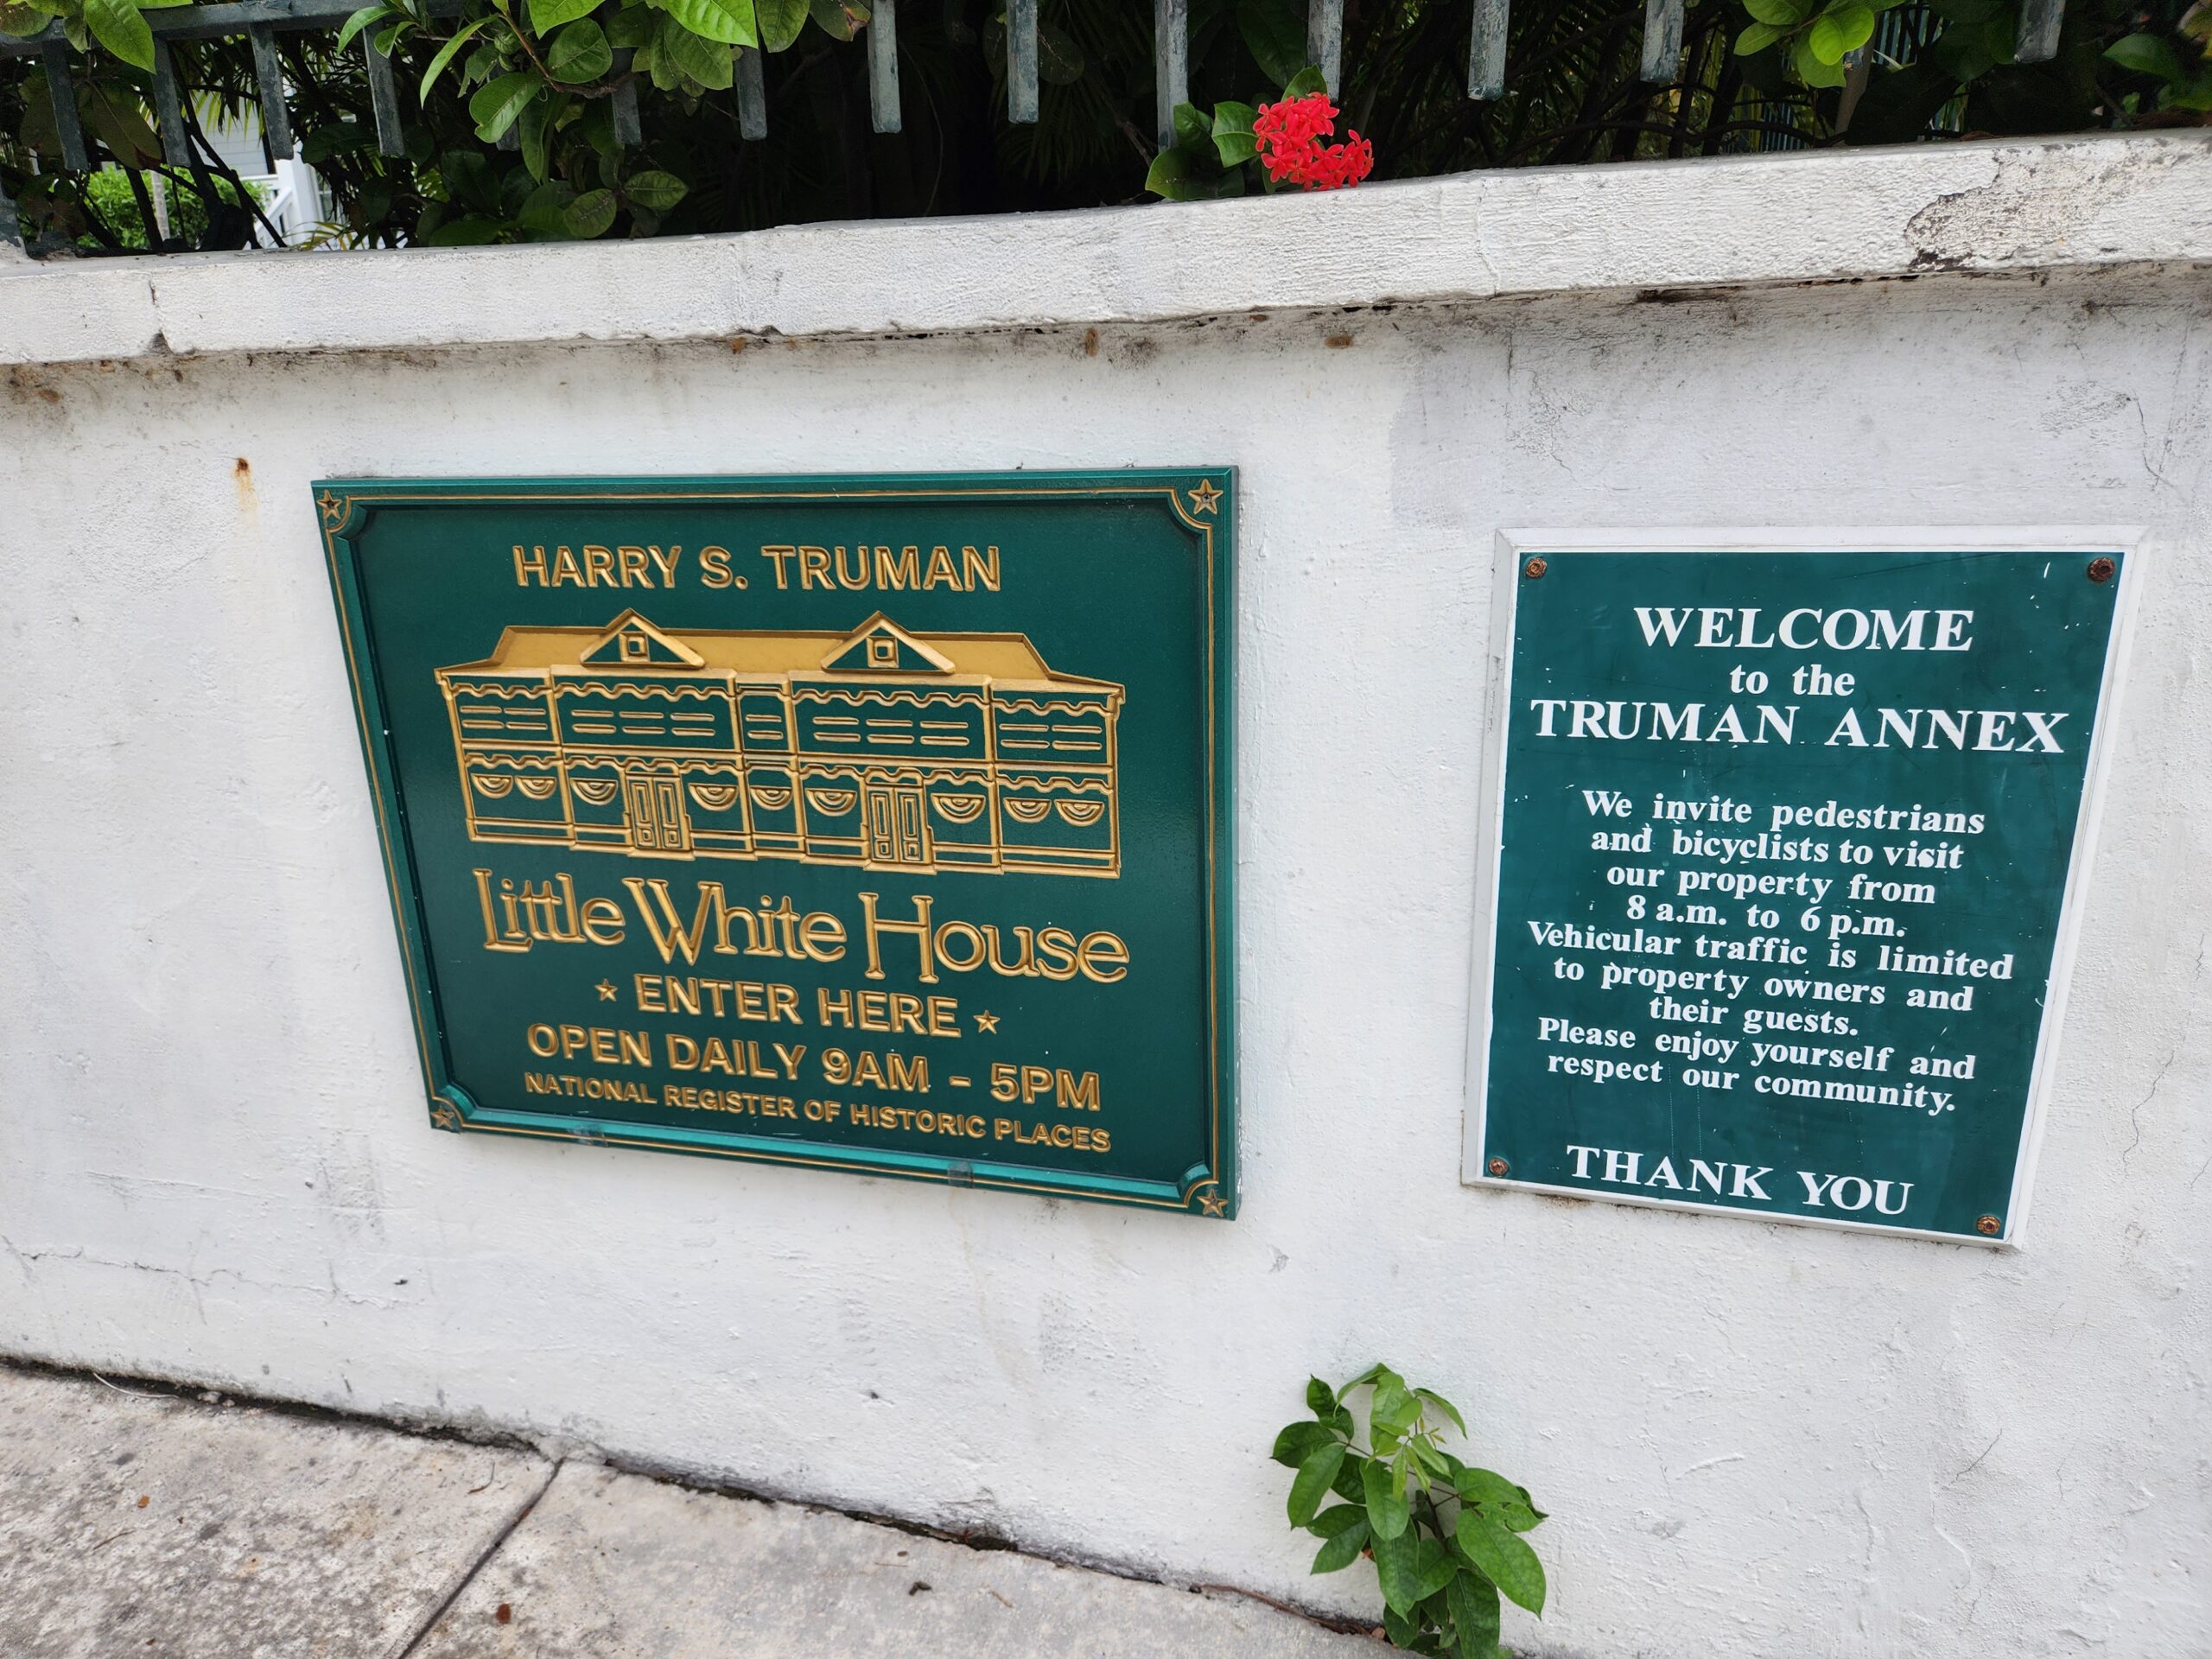 HARRY S. TRUMAN
Little White House
ENTER HERE
OPEN DAILY 9AM - 5PM
NATIONAL REGISTER OF HISTORIC PLACES
WELCOME
to the
TRUMAN ANNEX
We invite pedestrians
and bicyclists to visit
our property from
8 a.m. to 6 p.m.
Vehicular traffic is limited
to property owners and
their guests.
Please enjoy yourself and
respect our community.
THANK YOU